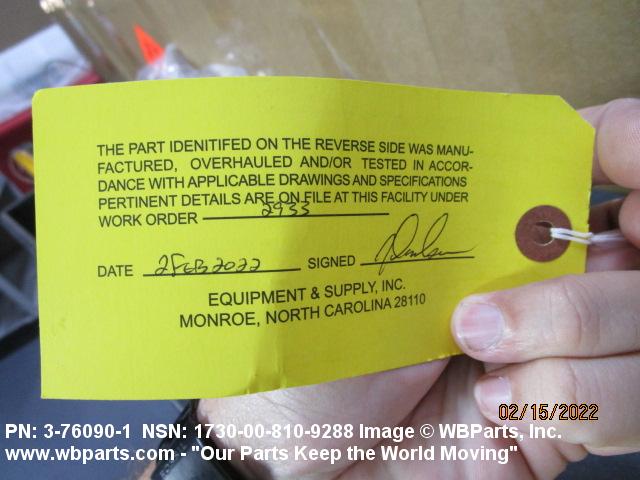 THE PART IDENITIFED ON THE REVERSE SIDE WAS MANU-
FACTURED, OVERHAULED AND/OR TESTED IN ACCOR-
DANCE WITH APPLICABLE DRAWINGS AND SPECIFICATIONS
PERTINENT DETAILS ARE ON FILE AT THIS FACILITY UNDER
WORK ORDER 2933
DATE 2FEB2022 SIGNED
EQUIPMENT & SUPPLY, INC.
MONROE, NORTH CAROLINA 28110
02/15/2022
PN: 3-76090-1 NSN: 1730-00-810-9288 Image © WBParts, Inc.
www.wbparts.com - "Our Parts Keep the World Moving"